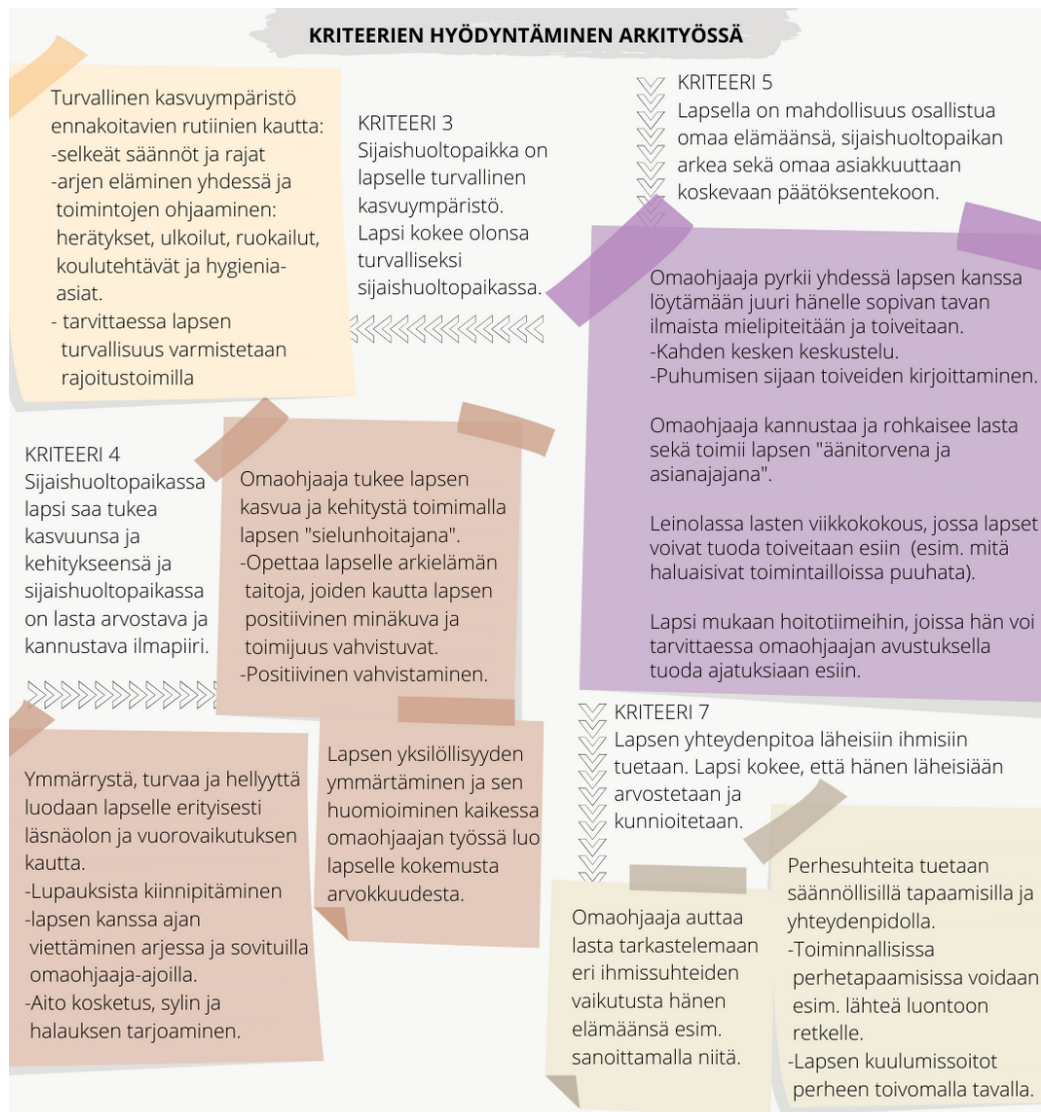 KRITEERIEN HYÖDYNTÄMINEN ARKITYÖSSÄ
Turvallinen kasvuympäristö
ennakoitavien rutiinien kautta:
-selkeät säännöt ja rajat
-arjen eläminen yhdessä ja
toimintojen ohjaaminen:
herätykset, ulkoilut, ruokailut,
koulutehtävät ja hygienia-
asiat.
- tarvittaessa lapsen
turvallisuus varmistetaan
rajoitustoimilla
KRITEERI 3
Sijaishuoltopaikka on
lapselle turvallinen
kasvuympäristö.
Lapsi kokee olonsa
turvalliseksi
sijaishuoltopaikassa.
KRITEERI 5
Lapsella on mahdollisuus osallistua
omaa elämäänsä, sijaishuoltopaikan
arkea sekä omaa asiakkuuttaan
koskevaan päätöksentekoon.
Omaohjaaja pyrkii yhdessä lapsen kanssa
löytämään juuri hänelle sopivan tavan
ilmaista mielipiteitään ja toiveitaan.
-Kahden kesken keskustelu.
-Puhumisen sijaan toiveiden kirjoittaminen.
Omaohjaaja kannustaa ja rohkaisee lasta
sekä toimii lapsen "äänitorvena ja
asianajajana".
Leinolassa lasten viikkokokous, jossa lapset
voivat tuoda toiveitaan esiin (esim. mitä
haluaisivat toimintailloissa puuhata).
Lapsi mukaan hoitotiimeihin, joissa hän voi
tarvittaessa omaohjaajan avustuksella
tuoda ajatuksiaan esiin.
KRITEERI 4
Sijaishuoltopaikassa
lapsi saa tukea
kasvuunsa ja
kehitykseensä ja
sijaishuoltopaikassa
on lasta arvostava ja
kannustava ilmapiiri.
Omaohjaaja tukee lapsen
kasvua ja kehitystä toimimalla
lapsen "sielunhoitajana".
-Opettaa lapselle arkielämän
taitoja, joiden kautta lapsen
positiivinen minäkuva ja
toimijuus vahvistuvat.
-Positiivinen vahvistaminen.
Ymmärrystä, turvaa ja hellyyttä
luodaan lapselle erityisesti
läsnäolon ja vuorovaikutuksen
kautta.
-Lupauksista kiinnipitäminen
-lapsen kanssa ajan
viettäminen arjessa ja sovituilla
omaohjaaja-ajoilla.
-Aito kosketus, sylin ja
halauksen tarjoaminen.
Lapsen yksilöllisyyden
ymmärtäminen ja sen
huomioiminen kaikessa
omaohjaajan työssä luo
lapselle kokemusta
arvokkuudesta.
KRITEERI 7
Lapsen yhteydenpitoa läheisiin ihmisiin
tuetaan. Lapsi kokee, että hänen läheisiään
arvostetaan ja
kunnioitetaan.
Omaohjaaja auttaa
lasta tarkastelemaan
eri ihmissuhteiden
vaikutusta hänen
elämäänsä esim.
sanoittamalla niitä.
Perhesuhteita tuetaan
säännöllisillä tapaamisilla ja
yhteydenpidolla.
-Toiminnallisissa
perhetapaamisissa voidaan
esim. lähteä luontoon
retkelle.
-Lapsen kuulumissoitot
perheen toivomalla tavalla.